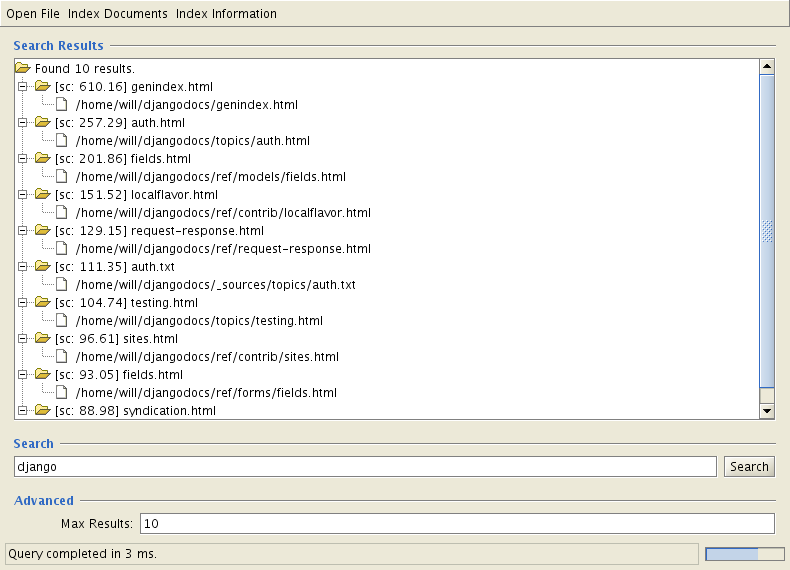 Open File Index Documents Index Information
Search Results
Found 10 results.
[sc: 610.16] genindex.html
/home/will/djangodocs/genindex.html
[sc: 257.29] auth.html
/home/will/djangodocs/topics/auth.html
[sc: 201.86] fields.html
/home/will/djangodocs/ref/models/fields.html
[sc: 151.52] localflavor.html
/home/will/djangodocs/ref/contrib/localflavor.html
[sc: 129.15] request-response.html
/home/will/djangodocs/ref/request-response.html
[sc: 111.35] auth.txt
/home/will/djangodocs/_sources/topics/auth.txt
[sc: 104.74] testing.html
/home/will/djangodocs/topics/testing.html
[sc: 96.61] sites.html
/home/will/djangodocs/ref/contrib/sites.html
[sc: 93.05] fields.html
/home/will/djangodocs/ref/forms/fields.html
[sc: 88.98] syndication.html
Search
django Search
Advanced
Max Results: 10
Query completed in 3 ms.